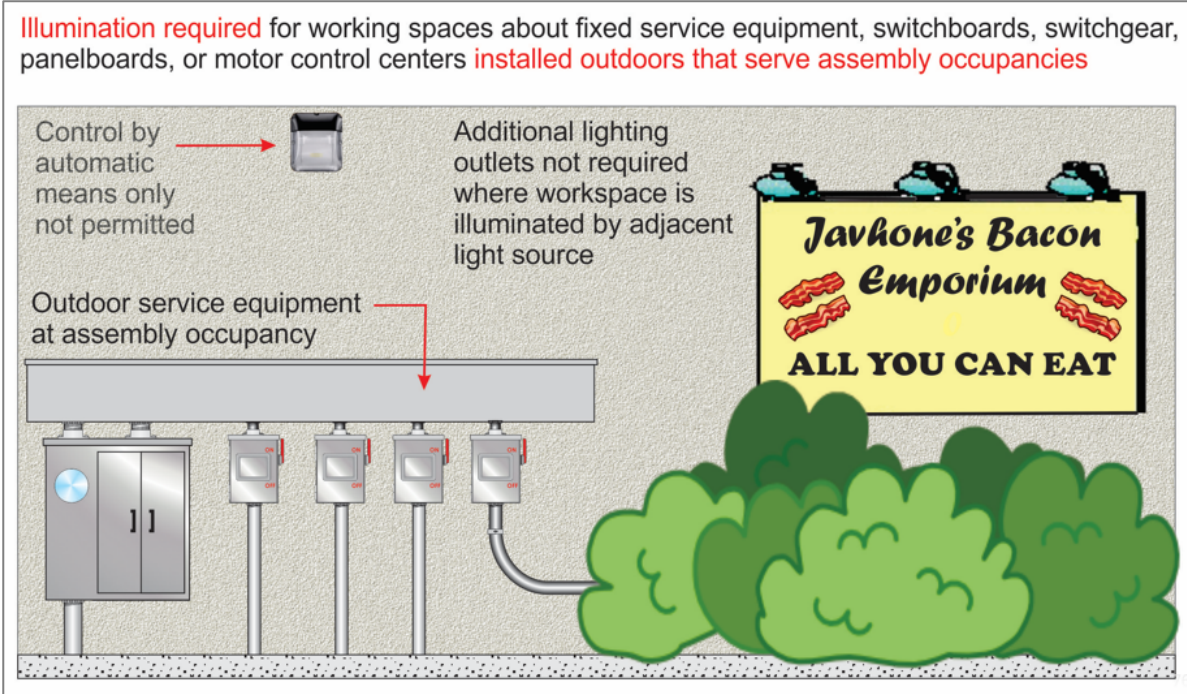 Illumination required for working spaces about fixed service equipment, switchboards, switchgear,
panelboards, or motor control centers installed outdoors that serve assembly occupancies
Control by
automatic
means only
not permitted
Additional lighting
outlets not required
where workspace is
illuminated by adjacent
light source
Javhone's Bacon
Emporium
ALL YOU CAN EAT
Outdoor service equipment
at assembly occupancy
ON
OFF
ON
OFF
ON
OFF
ON
OFF